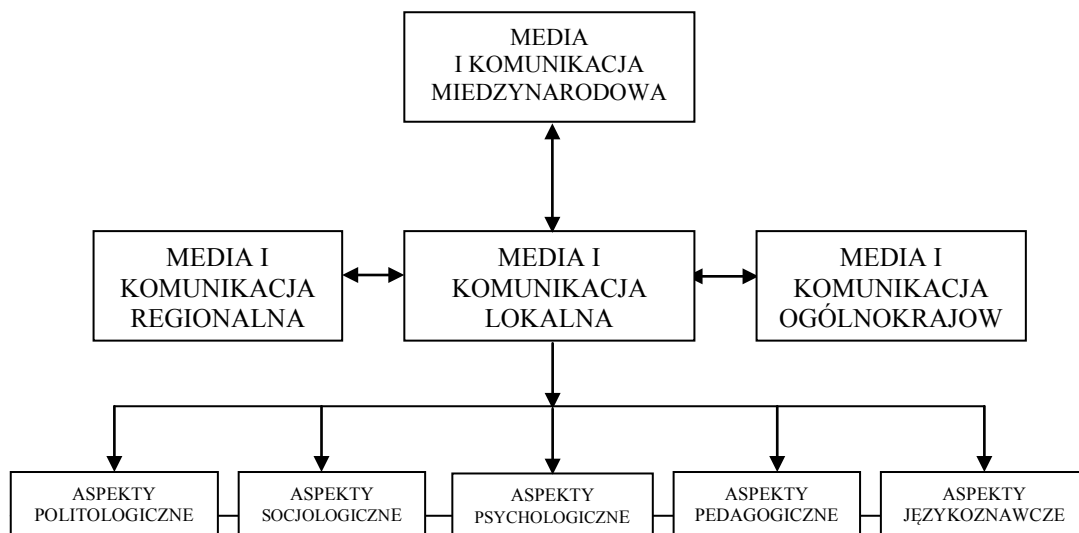 MEDIA
I KOMUNIKACJA
MIEDZYNARODOWA
MEDIA I
KOMUNIKACJA
REGIONALNA
MEDIA I
KOMUNIKACJA
LOKALNA
MEDIA I
KOMUNIKACJA
OGÓLNOKRAJOW
ASPEKTY
POLITOLOGICZNE
ASPEKTY
SOCJOLOGICZNE
ASPEKTY
PSYCHOLOGICZNE
ASPEKTY
PEDAGOGICZNE
ASPEKTY
JĘZYKOZNAWCZE